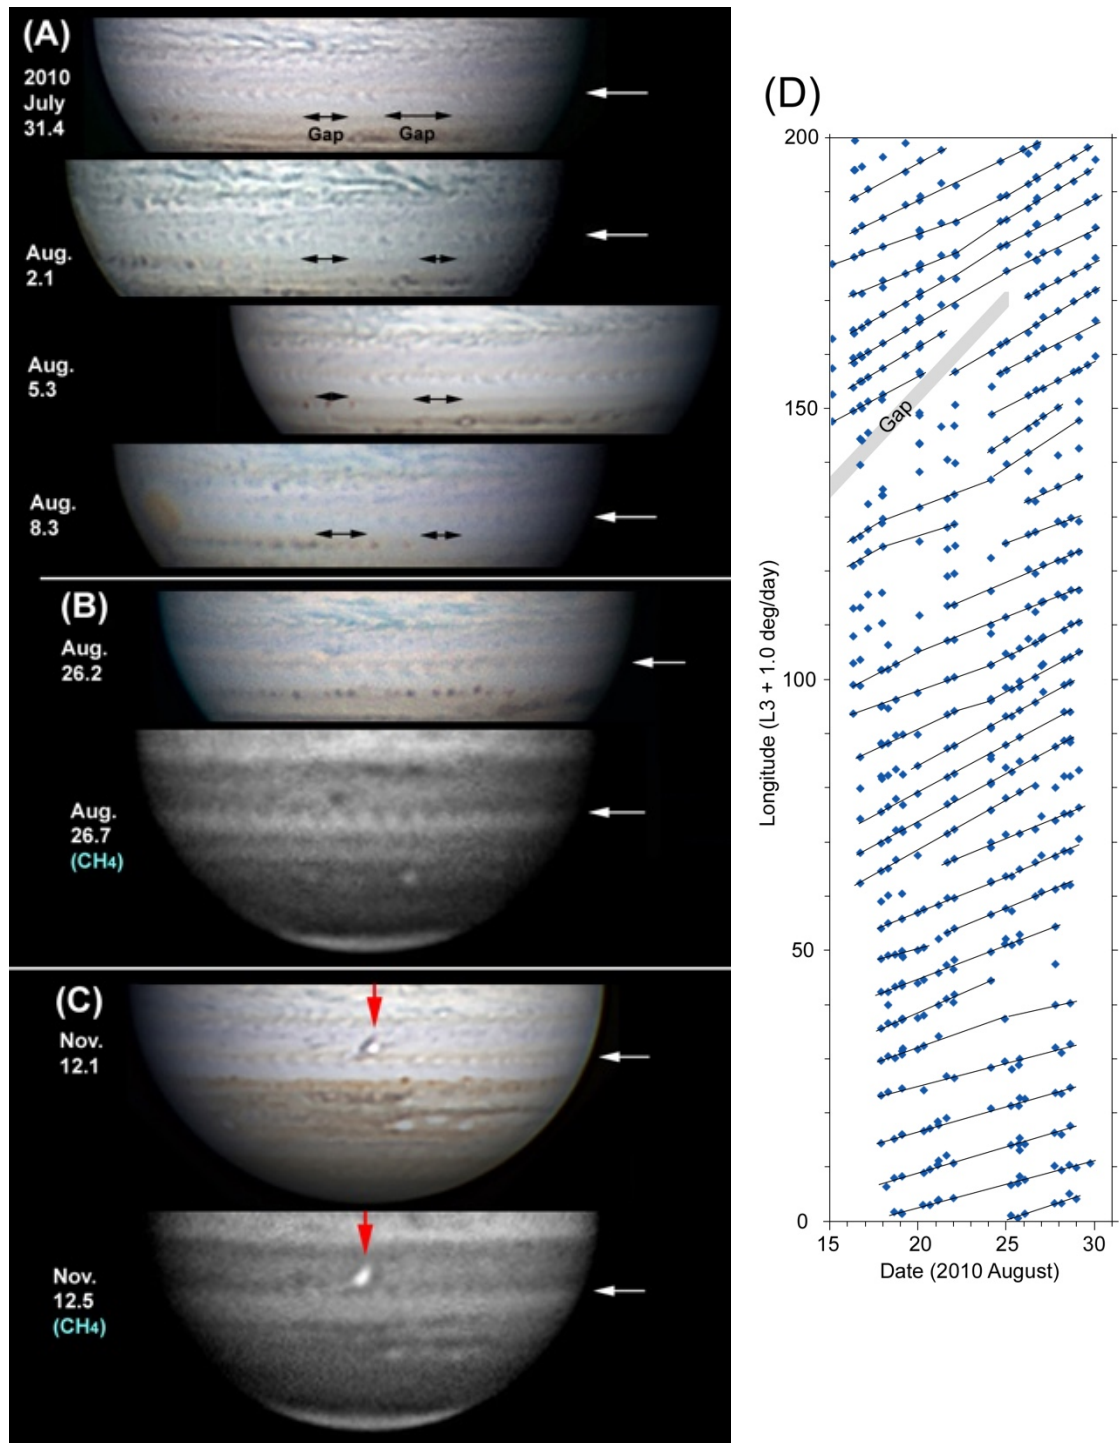 (A)
2010
July
31.4
Gap
Gap
Aug.
2.1
Aug.
5.3
Aug.
8.3
(B)
Aug.
26.2
Aug.
26.7
(CH4)
(C)
Nov.
12.1
Nov.
12.5
(CH4)
(D)
200
150
100
50
0
Gap
Longitude (L3 + 1.0 deg/day)
15
20
25
30
Date (2010 August)